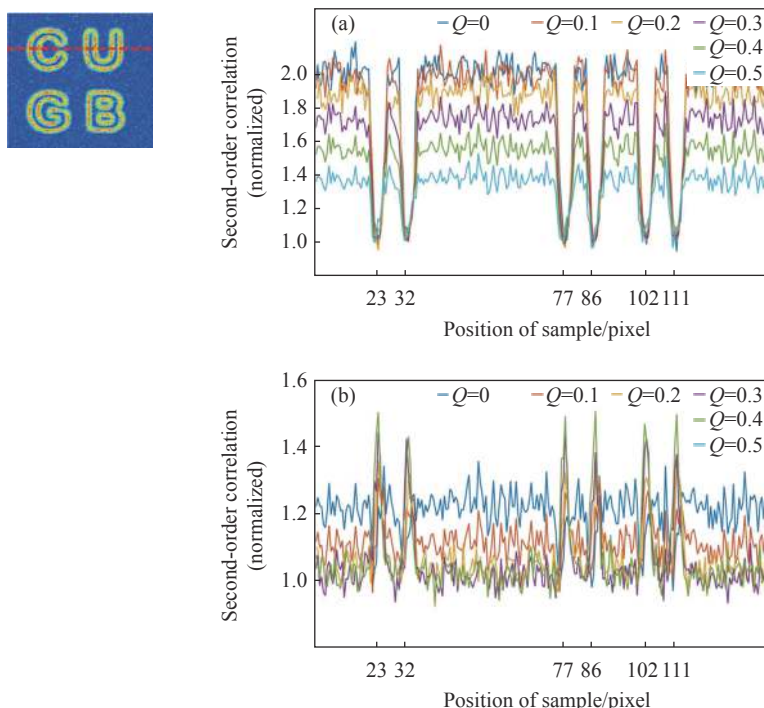 C U
G B
(a)
Q=0
Q=0.1
Q=0.2
Q=0.3
Q=0.4
Q=0.5
Second-order correlation
(normalized)
2.0
1.8
1.6
1.4
1.2
1.0
23 32 77 86 102 111
Position of sample/pixel
(b)
Q=0
Q=0.1
Q=0.2
Q=0.3
Q=0.4
Q=0.5
Second-order correlation
(normalized)
1.6
1.4
1.2
1.0
23 32 77 86 102 111
Position of sample/pixel